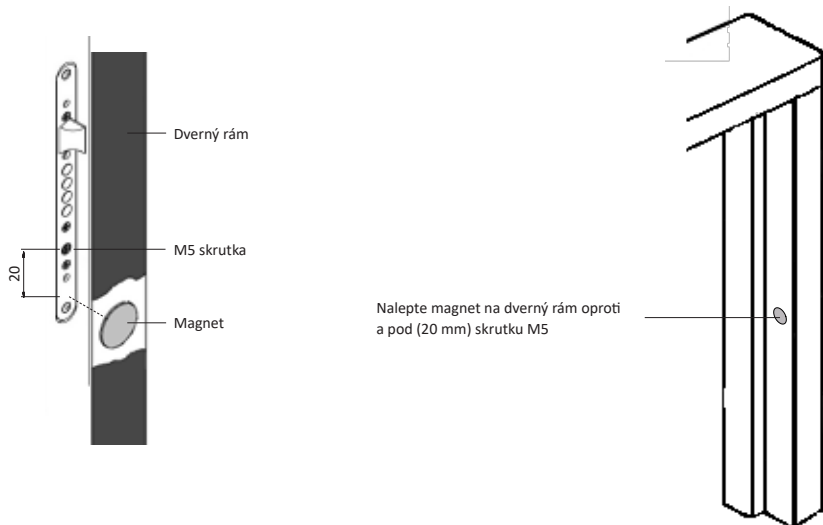 Dverný rám
M5 skrutka
20
Magnet
Nalepte magnet na dverný rám oproti
a pod (20 mm) skrutku M5